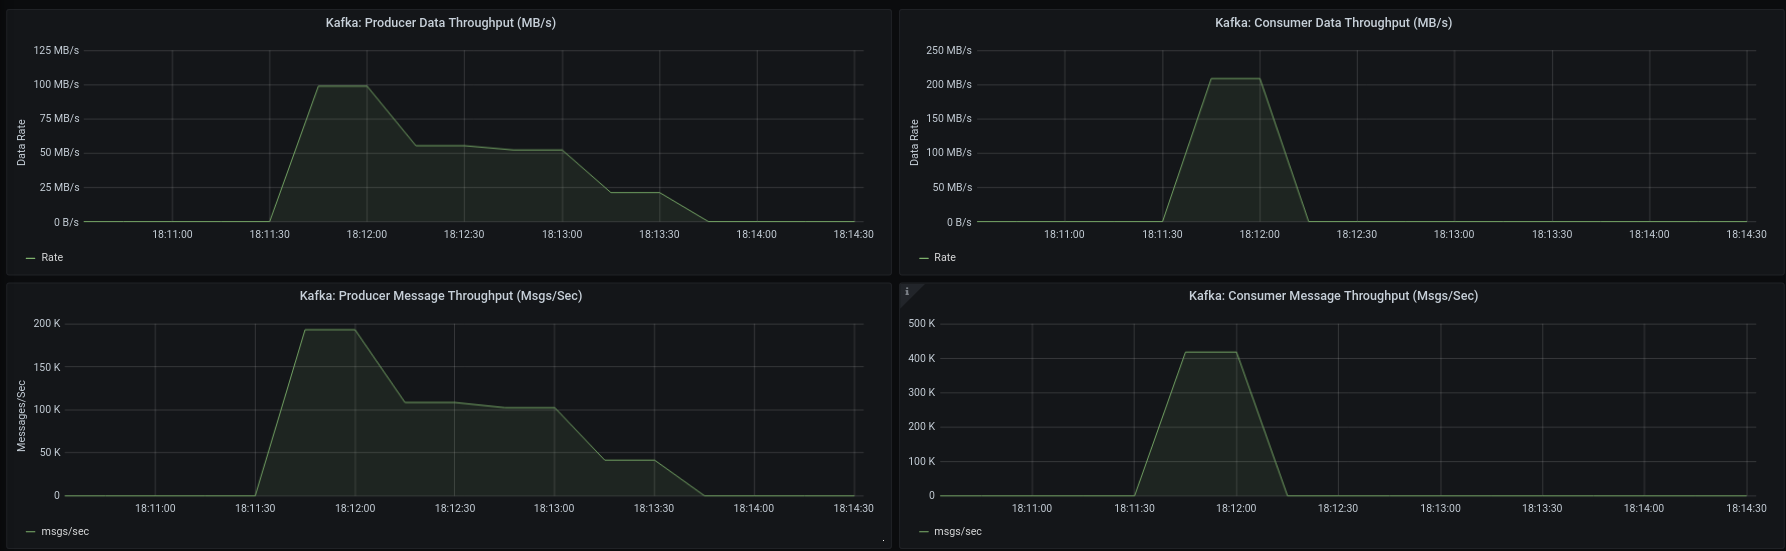 Kafka: Producer Data Throughput (MB/s)
125 MB/s
100 MB/s
75 MB/s
50 MB/s
25 MB/s
0 B/s
Data Rate
18:11:00 18:11:30 18:12:00 18:12:30 18:13:00 18:13:30 18:14:00 18:14:30
Rate
Kafka: Consumer Data Throughput (MB/s)
250 MB/s
200 MB/s
150 MB/s
100 MB/s
50 MB/s
0 B/s
Data Rate
18:11:00 18:11:30 18:12:00 18:12:30 18:13:00 18:13:30 18:14:00 18:14:30
Rate
Kafka: Producer Message Throughput (Msgs/Sec)
200 K
150 K
100 K
50 K
0
Messages/Sec
18:11:00 18:11:30 18:12:00 18:12:30 18:13:00 18:13:30 18:14:00 18:14:30
msgs/sec
i
Kafka: Consumer Message Throughput (Msgs/Sec)
500 K
400 K
300 K
200 K
100 K
0
18:11:00 18:11:30 18:12:00 18:12:30 18:13:00 18:13:30 18:14:00 18:14:30
msgs/sec